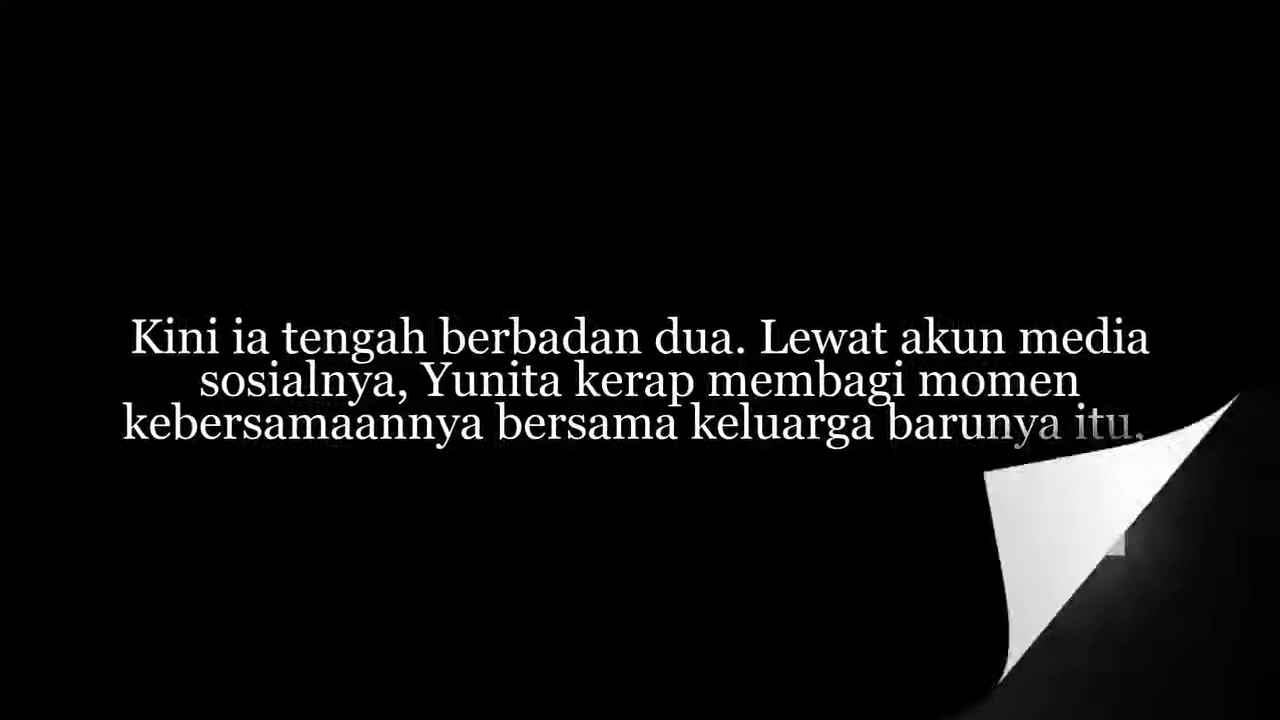 Kini ia tengah berbadan dua. Lewat akun media
sosialnya, Yunita kerap membagi momen
kebersamaannya bersama keluarga barunya itu.